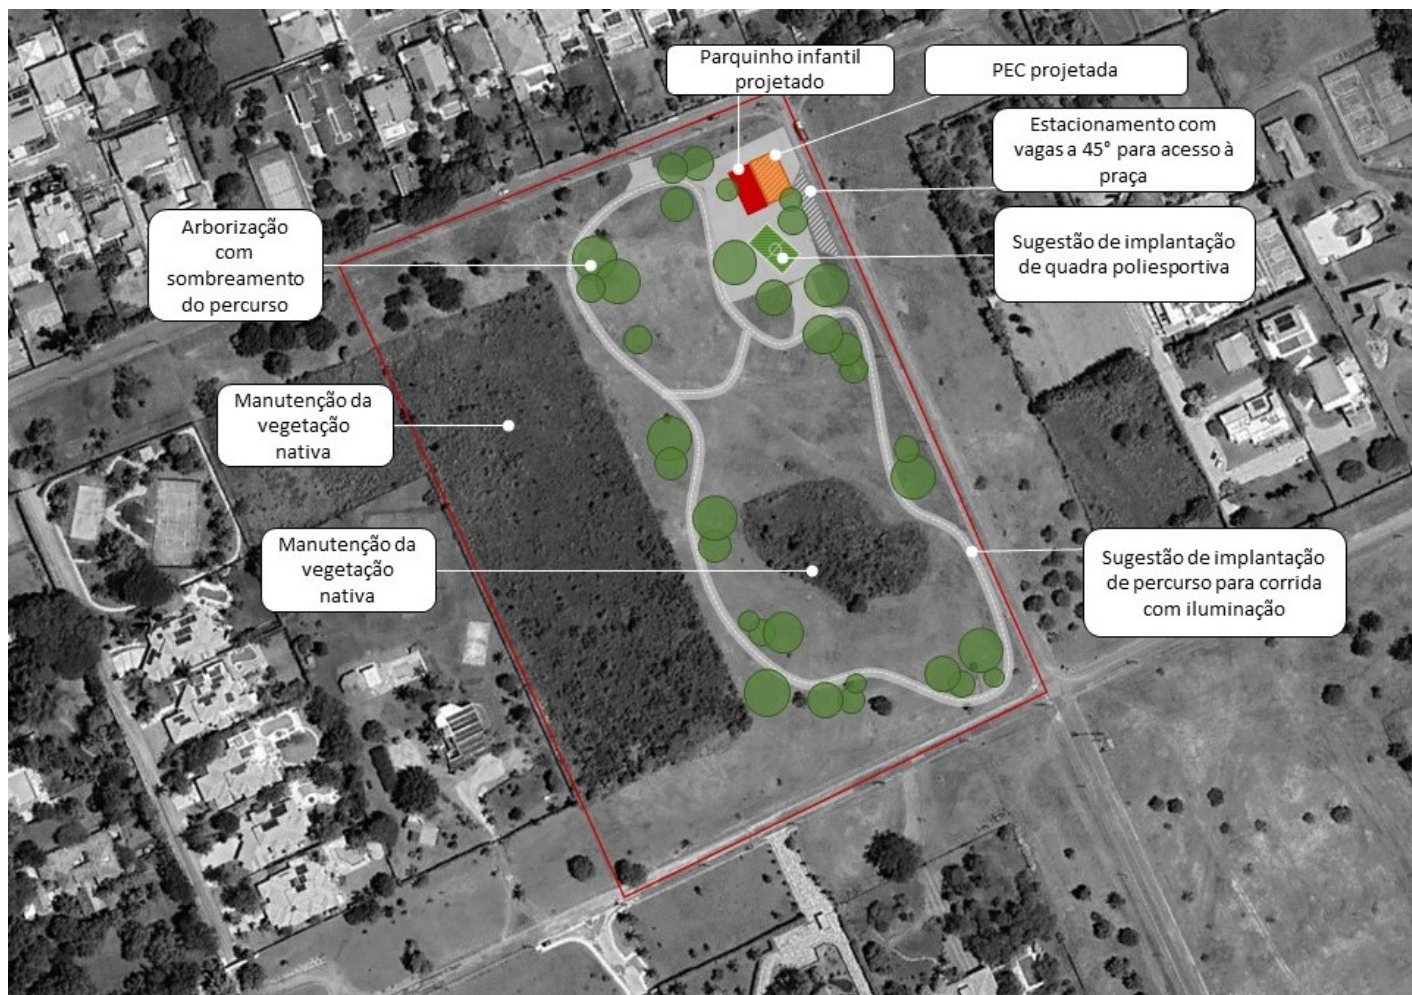 Parquinho infantil
projetado
PEC projetada
Estacionamento com
vagas a 45° para acesso à
praça
Arborização
com
sombreamento
do percurso
Sugestão de implantação
de quadra poliesportiva
Manutenção da
vegetação
nativa
Manutenção da
vegetação
nativa
Sugestão de implantação
de percurso para corrida
com iluminação